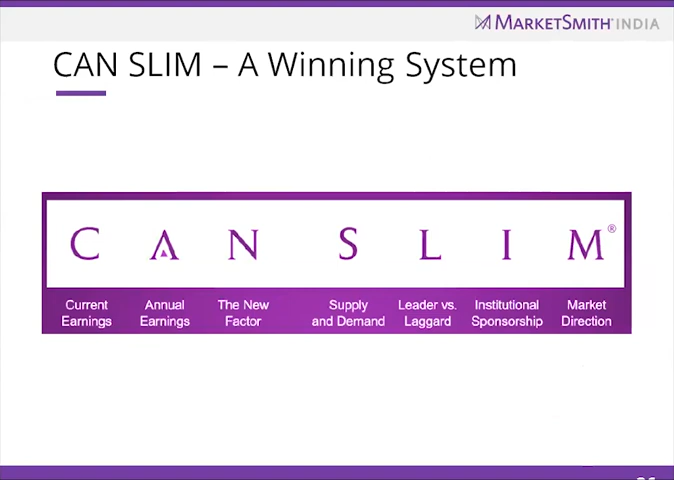 MARKETSMITH INDIA
CAN SLIM – A Winning System
C A N S L I M®
Current Earnings
Annual Earnings
The New Factor
Supply and Demand
Leader vs. Laggard
Institutional Sponsorship
Market Direction